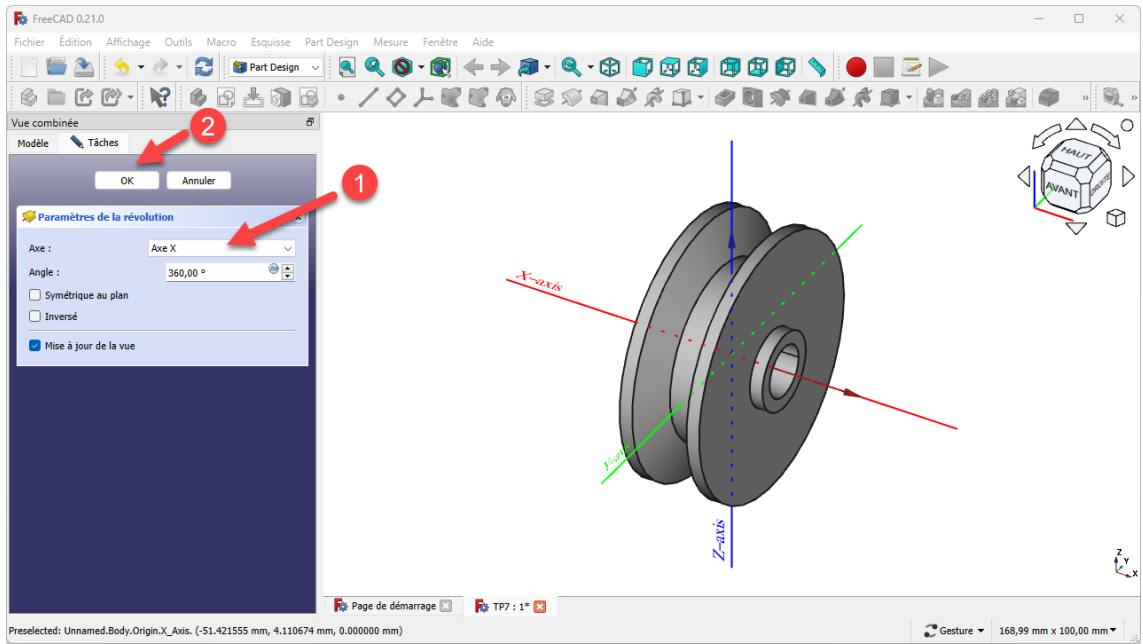 FreeCAD 0.21.0
Fichier Édition Affichage Outils Macro Esquisse Part Design Mesure Fenêtre Aide
Part Design
Vue combinée
Modèle Tâches
2
OK Annuler
1
Paramètres de la révolution
Axe : Axe X
Angle : 360,00 °
Symétrique au plan
Inversé
Mise à jour de la vue
HAUT
AVANT
DROITE
X-axis
Z-axis
Z
Y
X
Page de démarrage TP7 : 1*
Preselected: Unnamed.Body.Origin.X_Axis. (-51.421555 mm, 4.110674 mm, 0.000000 mm) Gesture 168,99 mm x 100,00 mm